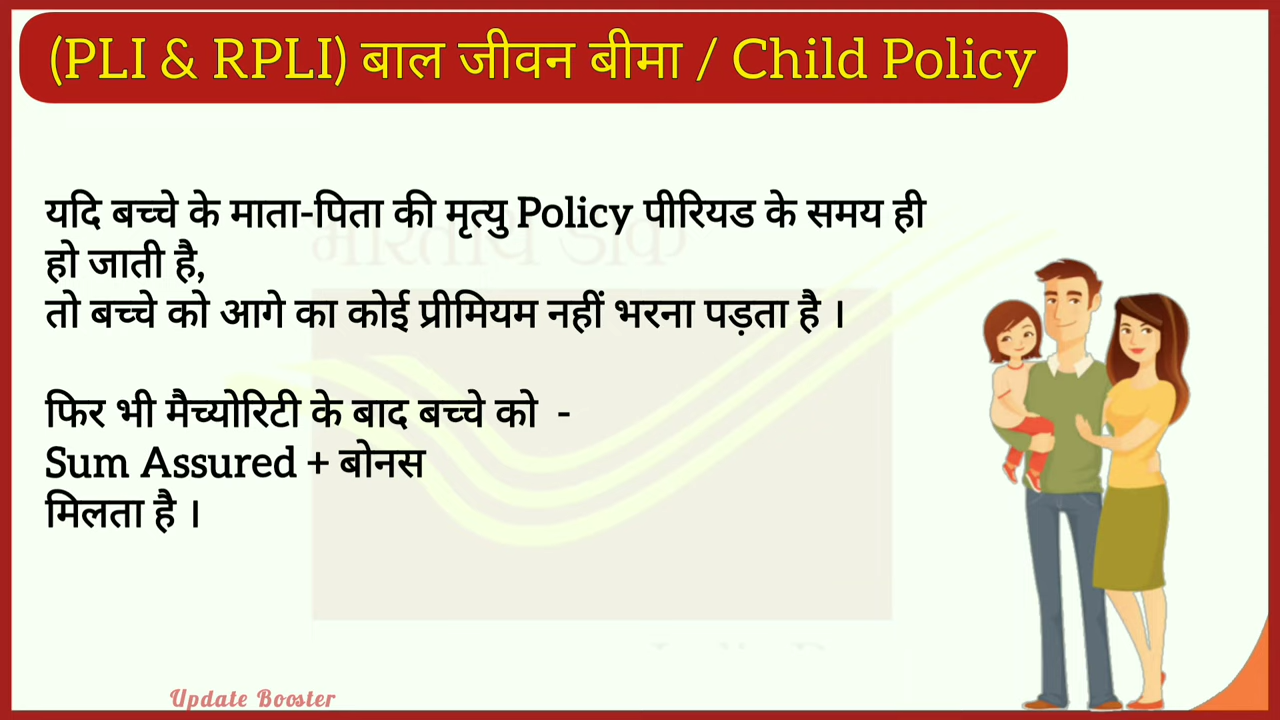 (PLI & RPLI) बाल जीवन बीमा / Child Policy
यदि बच्चे के माता-पिता की मृत्यु Policy पीरियड के समय ही
हो जाती है,
तो बच्चे को आगे का कोई प्रीमियम नहीं भरना पड़ता है ।
फिर भी मैच्योरिटी के बाद बच्चे को -
Sum Assured + बोनस
मिलता है ।
भारतीय डाक
Update Booster